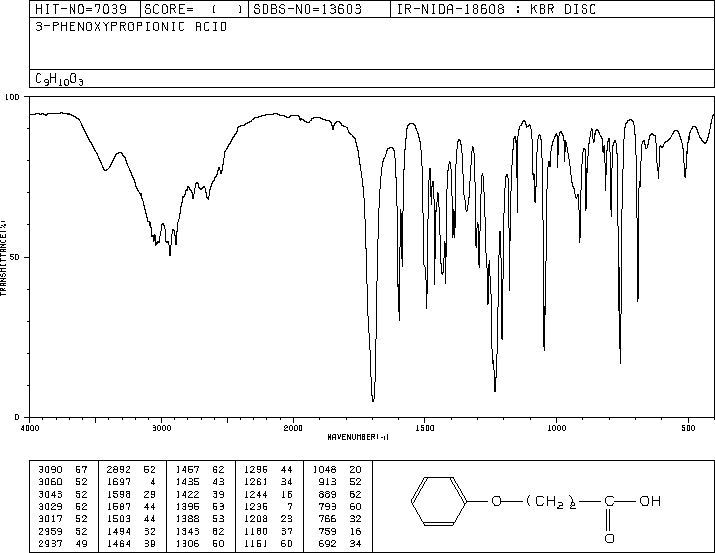 HIT-NO=7039 SCORE= ( ) SDBS-NO=13603 IR-NIDA-18608 : KBR DISC
3-PHENOXYPROPIONIC ACID
C9H10O3
100
50
0
TRANSMITTANCE(%)
4000 3000 2000 1500 1000 500
WAVENUMBER(-1)
3090 67 2892 52 1457 62 1296 44 1048 20
3060 52 1697 4 1435 43 1261 34 913 52
3043 52 1598 29 1422 39 1244 16 889 62
3029 52 1587 44 1396 53 1236 7 793 60
3017 52 1503 44 1388 53 1208 23 766 32
2959 52 1494 32 1343 62 1180 37 759 16
2937 49 1464 39 1306 50 1151 60 692 34
O (CH2)2 C OH
O